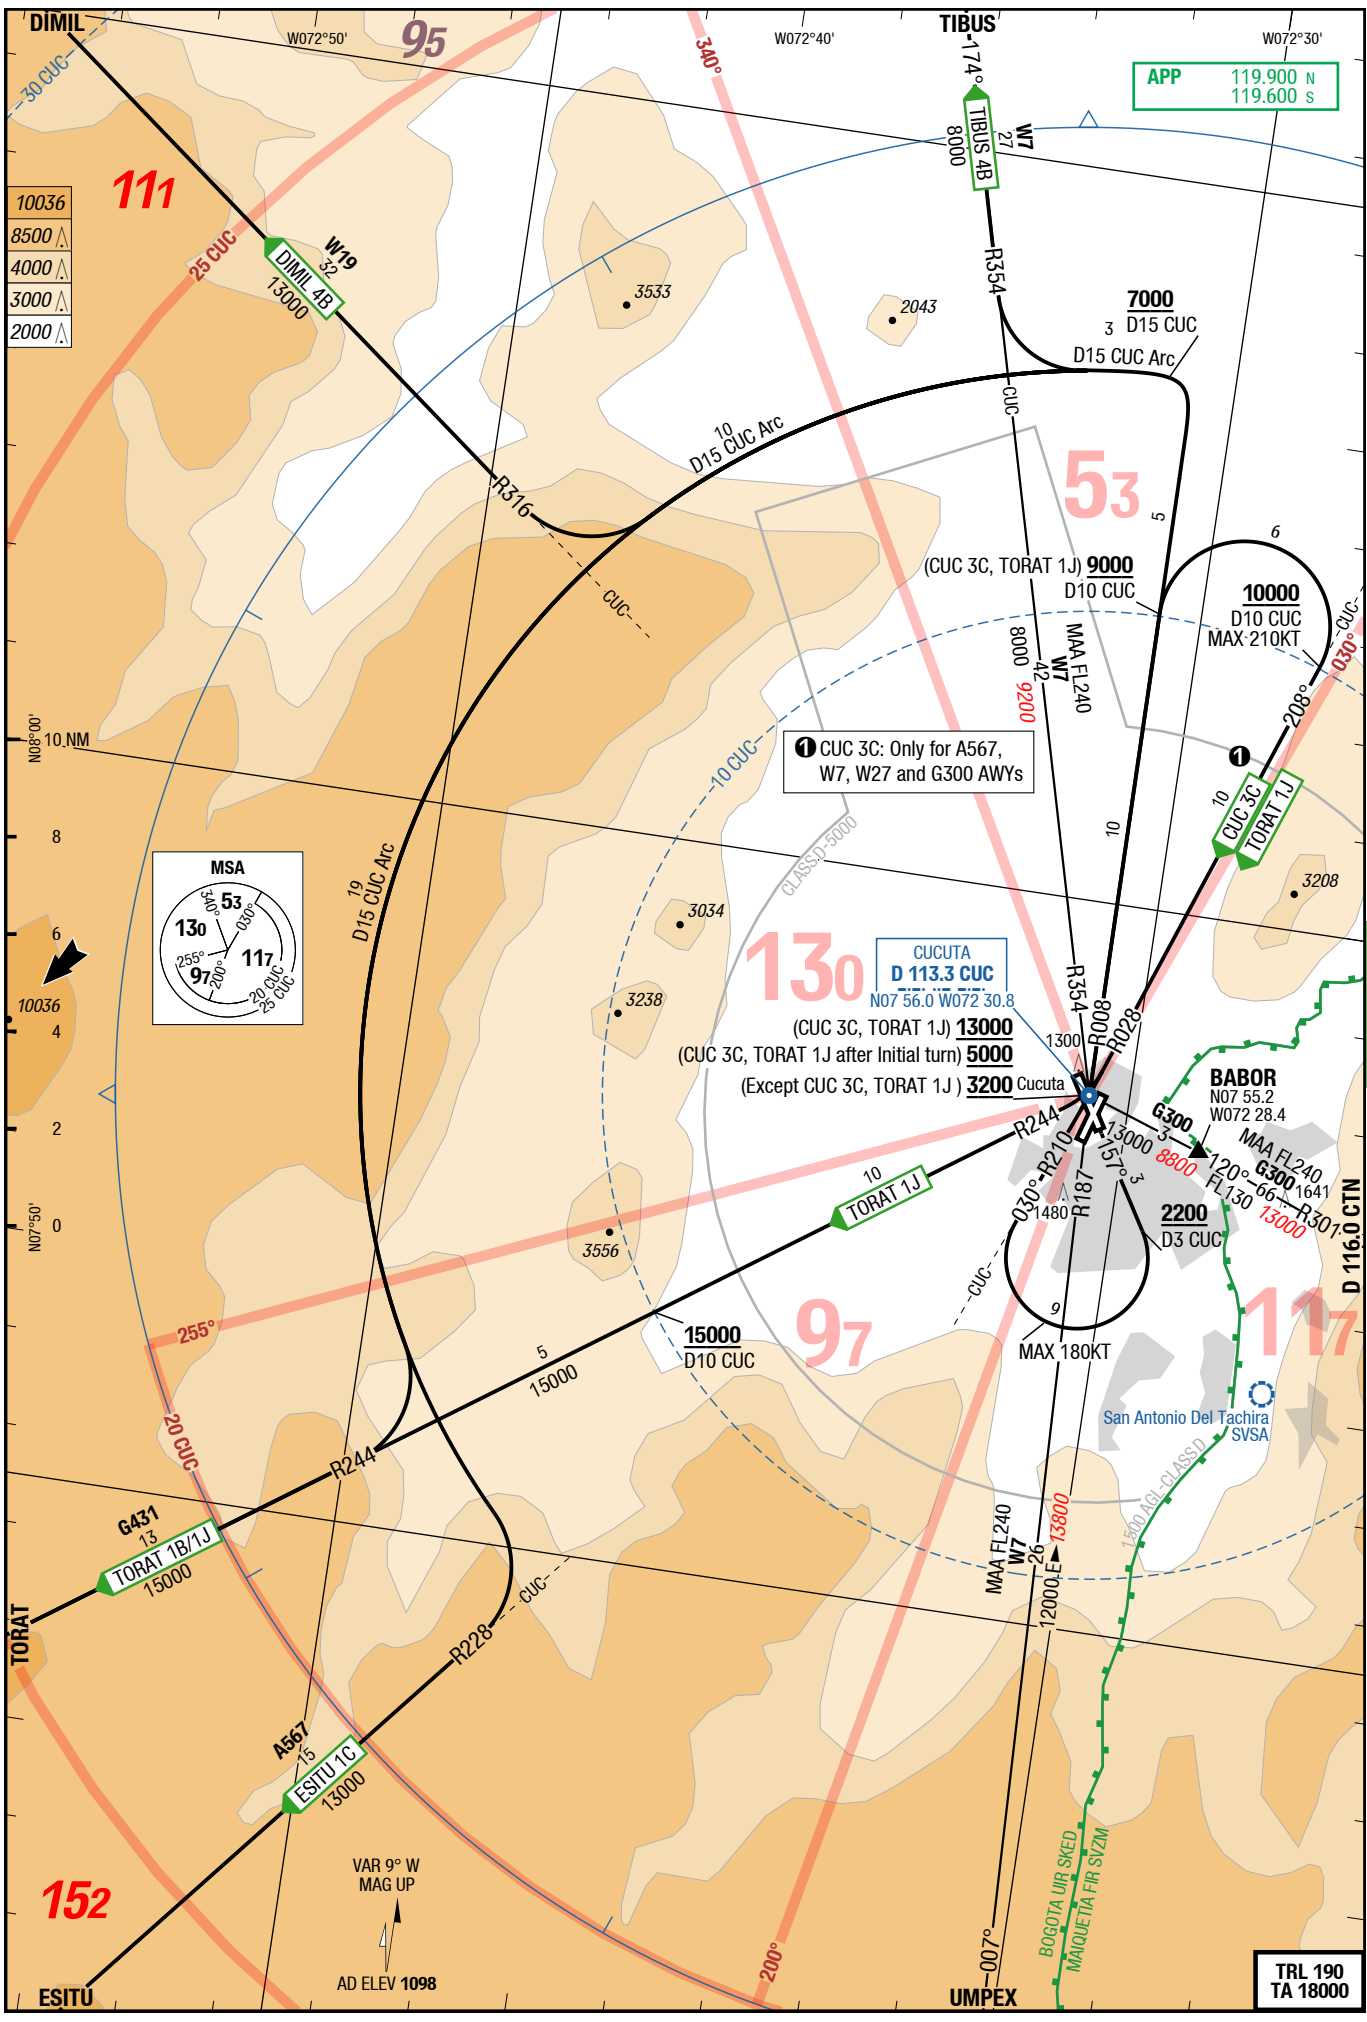 DIMIL
W072°50'
95
340°
TIBUS
174°
W072°40'
W072°30'
APP 119.900 N
119.600 S
30 CUC
111
25 CUC
10036
8500
4000
3000
2000
W19
32
DIMIL 4B
13000
R316
CUC
3533
2043
TIBUS 4B
W7
27
8000
R354
CUC
7000
3 D15 CUC
D15 CUC Arc
10
D15 CUC Arc
53
5
6
(CUC 3C, TORAT 1J) 9000
D10 CUC
10000
D10 CUC
MAX 210KT
CUC
030°
208°
MAA FL240
W7
42
8000
9200
10 CUC
N08°00'
10 NM
8
6
4
2
0
N07°50'
❶ CUC 3C: Only for A567,
W7, W27 and G300 AWYs
❶
10
CUC 3C
TORAT 1J
10
CLASS D-5000
3208
19
D15 CUC Arc
MSA
340°
53
030°
130
255°
97
200°
117
20 CUC
25 CUC
10036
3034
3238
130
CUCUTA
D 113.3 CUC
N07 56.0 W072 30.8
(CUC 3C, TORAT 1J) 13000
(CUC 3C, TORAT 1J after Initial turn) 5000
(Except CUC 3C, TORAT 1J ) 3200
Cucuta
1300
R354
R008
R028
R244
R210
030°
R187
157°
3
1480
BABOR
N07 55.2
W072 28.4
G300
3
13000
8800
120°
66
MAA FL240
G300
FL130
13000
1641
R301
D 116.0 CTN
2200
D3 CUC
CUC
9
MAX 180KT
10
TORAT 1J
3556
255°
97
117
15000
D10 CUC
5
15000
San Antonio Del Tachira
SVSA
1500 AGL-CLASS D
20 CUC
R244
G431
13
TORAT 1B/1J
15000
TORAT
CUC
R228
A567
15
ESITU 1C
13000
MAA FL240
W7
26
12000-E
13800
152
VAR 9° W
MAG UP
AD ELEV 1098
200°
007°
BOGOTA UIR SKED
MAIQUETIA FIR SVZM
ESITU
UMPEX
TRL 190
TA 18000